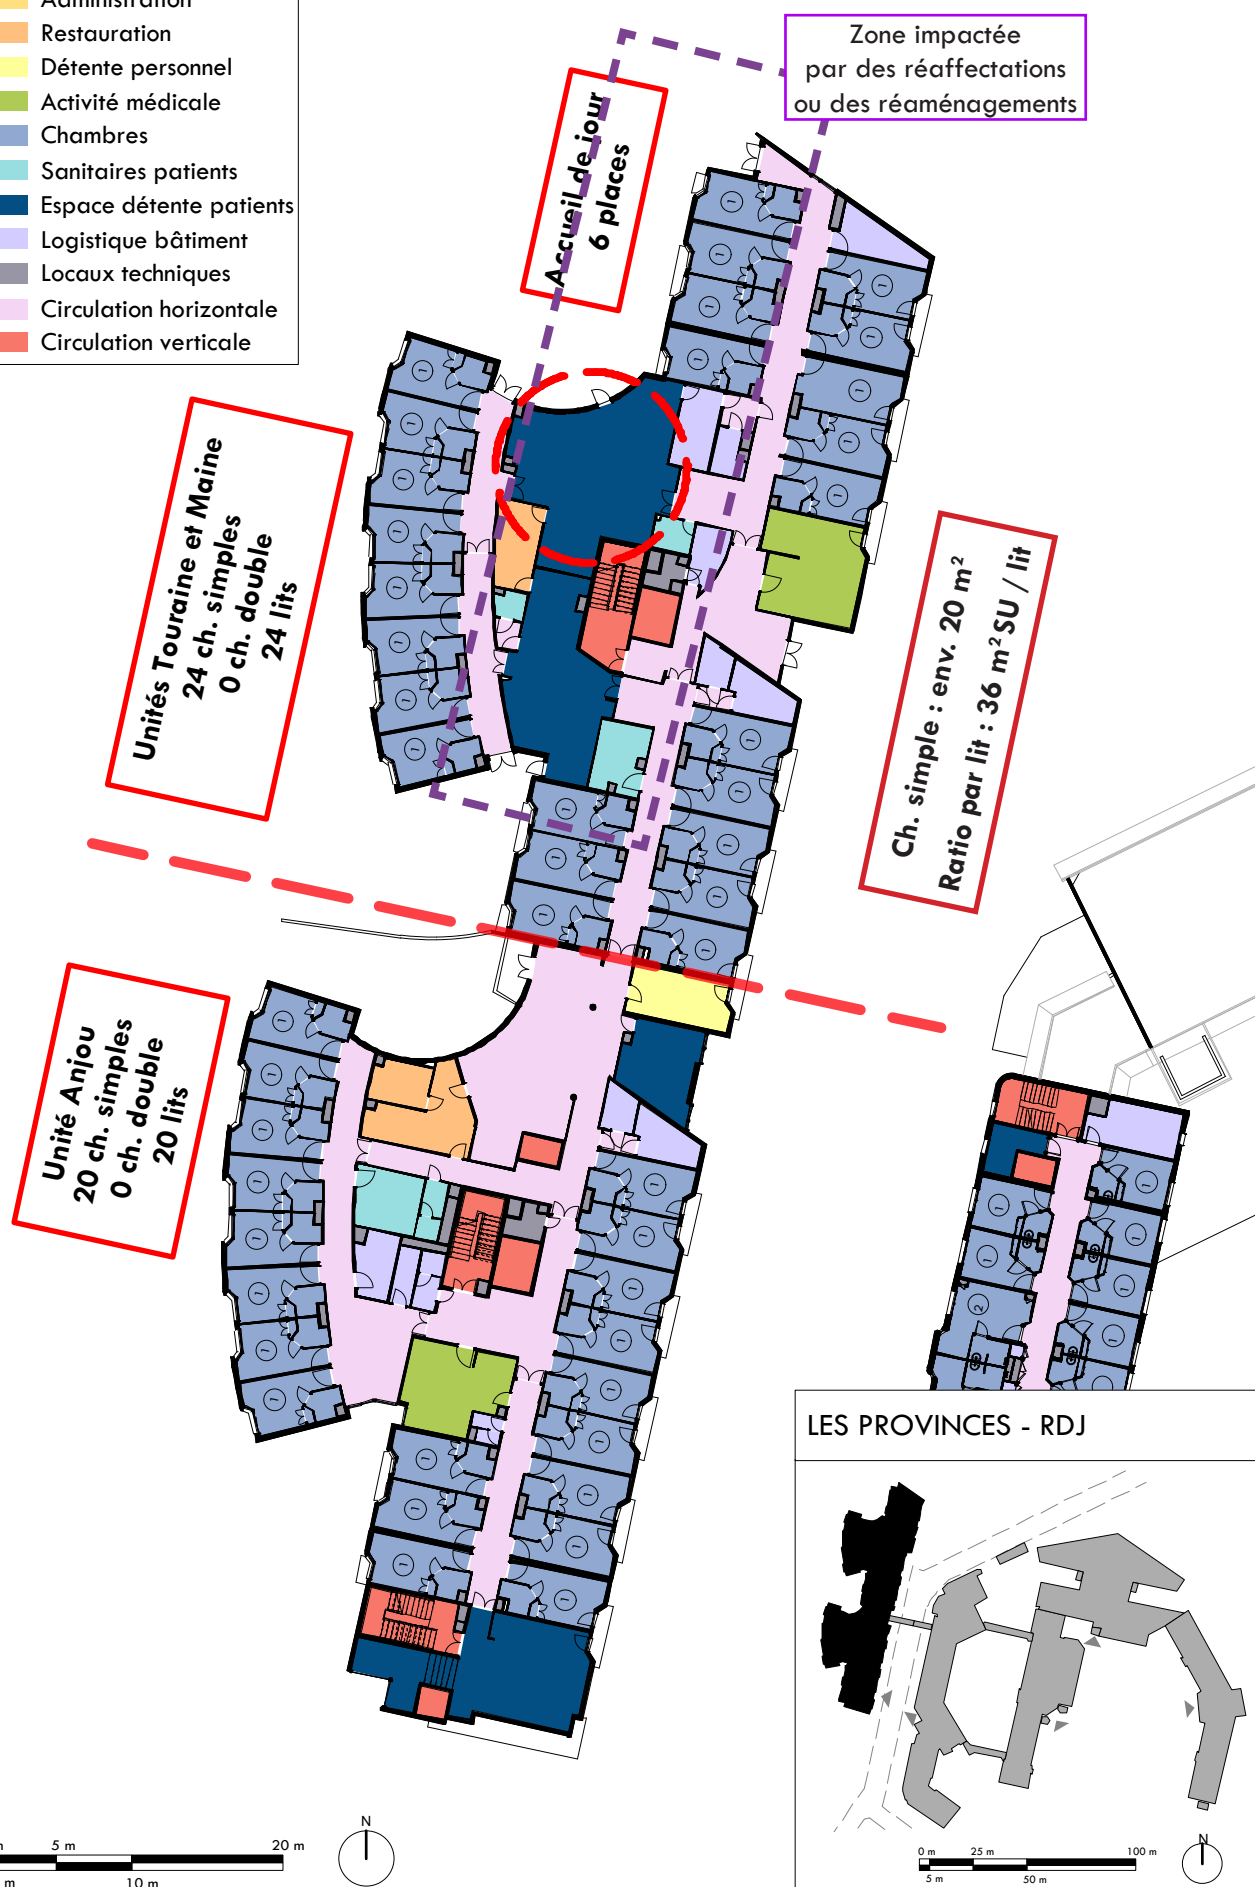 Administration
Restauration
Détente personnel
Activité médicale
Chambres
Sanitaires patients
Espace détente patients
Logistique bâtiment
Locaux techniques
Circulation horizontale
Circulation verticale
Zone impactée
par des réaffectations
ou des réaménagements
Accueil de jour
6 places
Unités Touraine et Maine
24 ch. simples
0 ch. double
24 lits
Ch. simple : env. 20 m²
Ratio par lit : 36 m² SU / lit
Unité Anjou
20 ch. simples
0 ch. double
20 lits
LES PROVINCES - RDJ
5 m
20 m
10 m
N
0 m
25 m
100 m
5 m
50 m
N